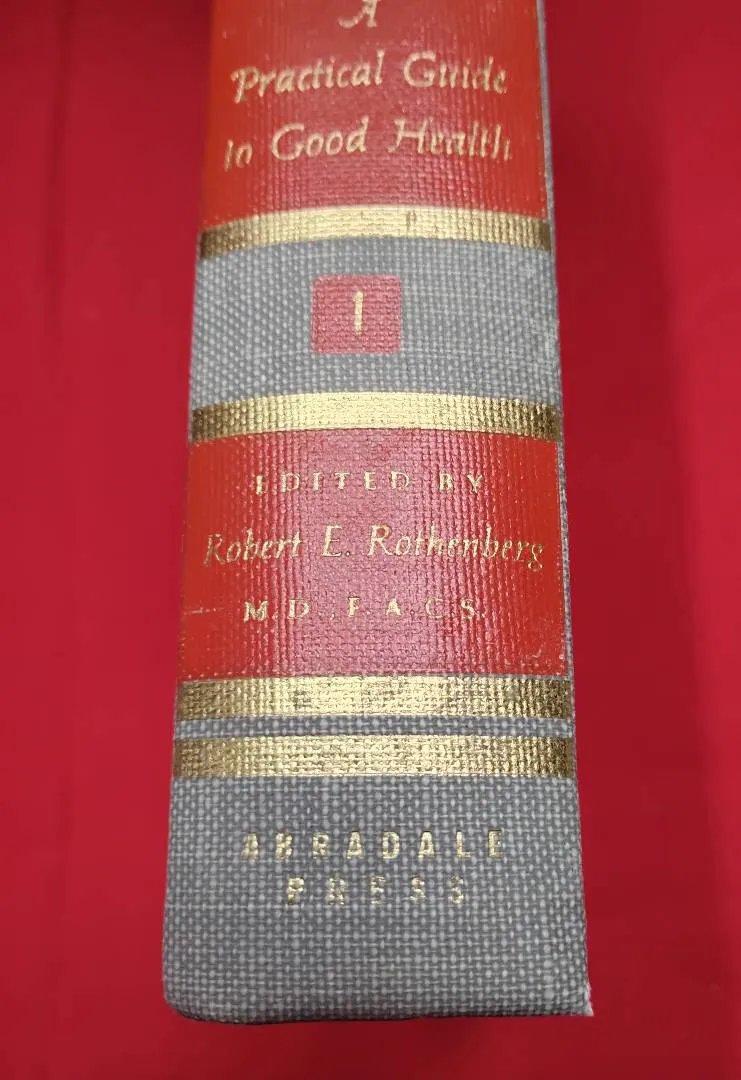 A
Practical Guide
to Good Health
1
EDITED BY
Robert E. Rothenberg
M.D., F.A.C.S.
ABRADALE
PRESS